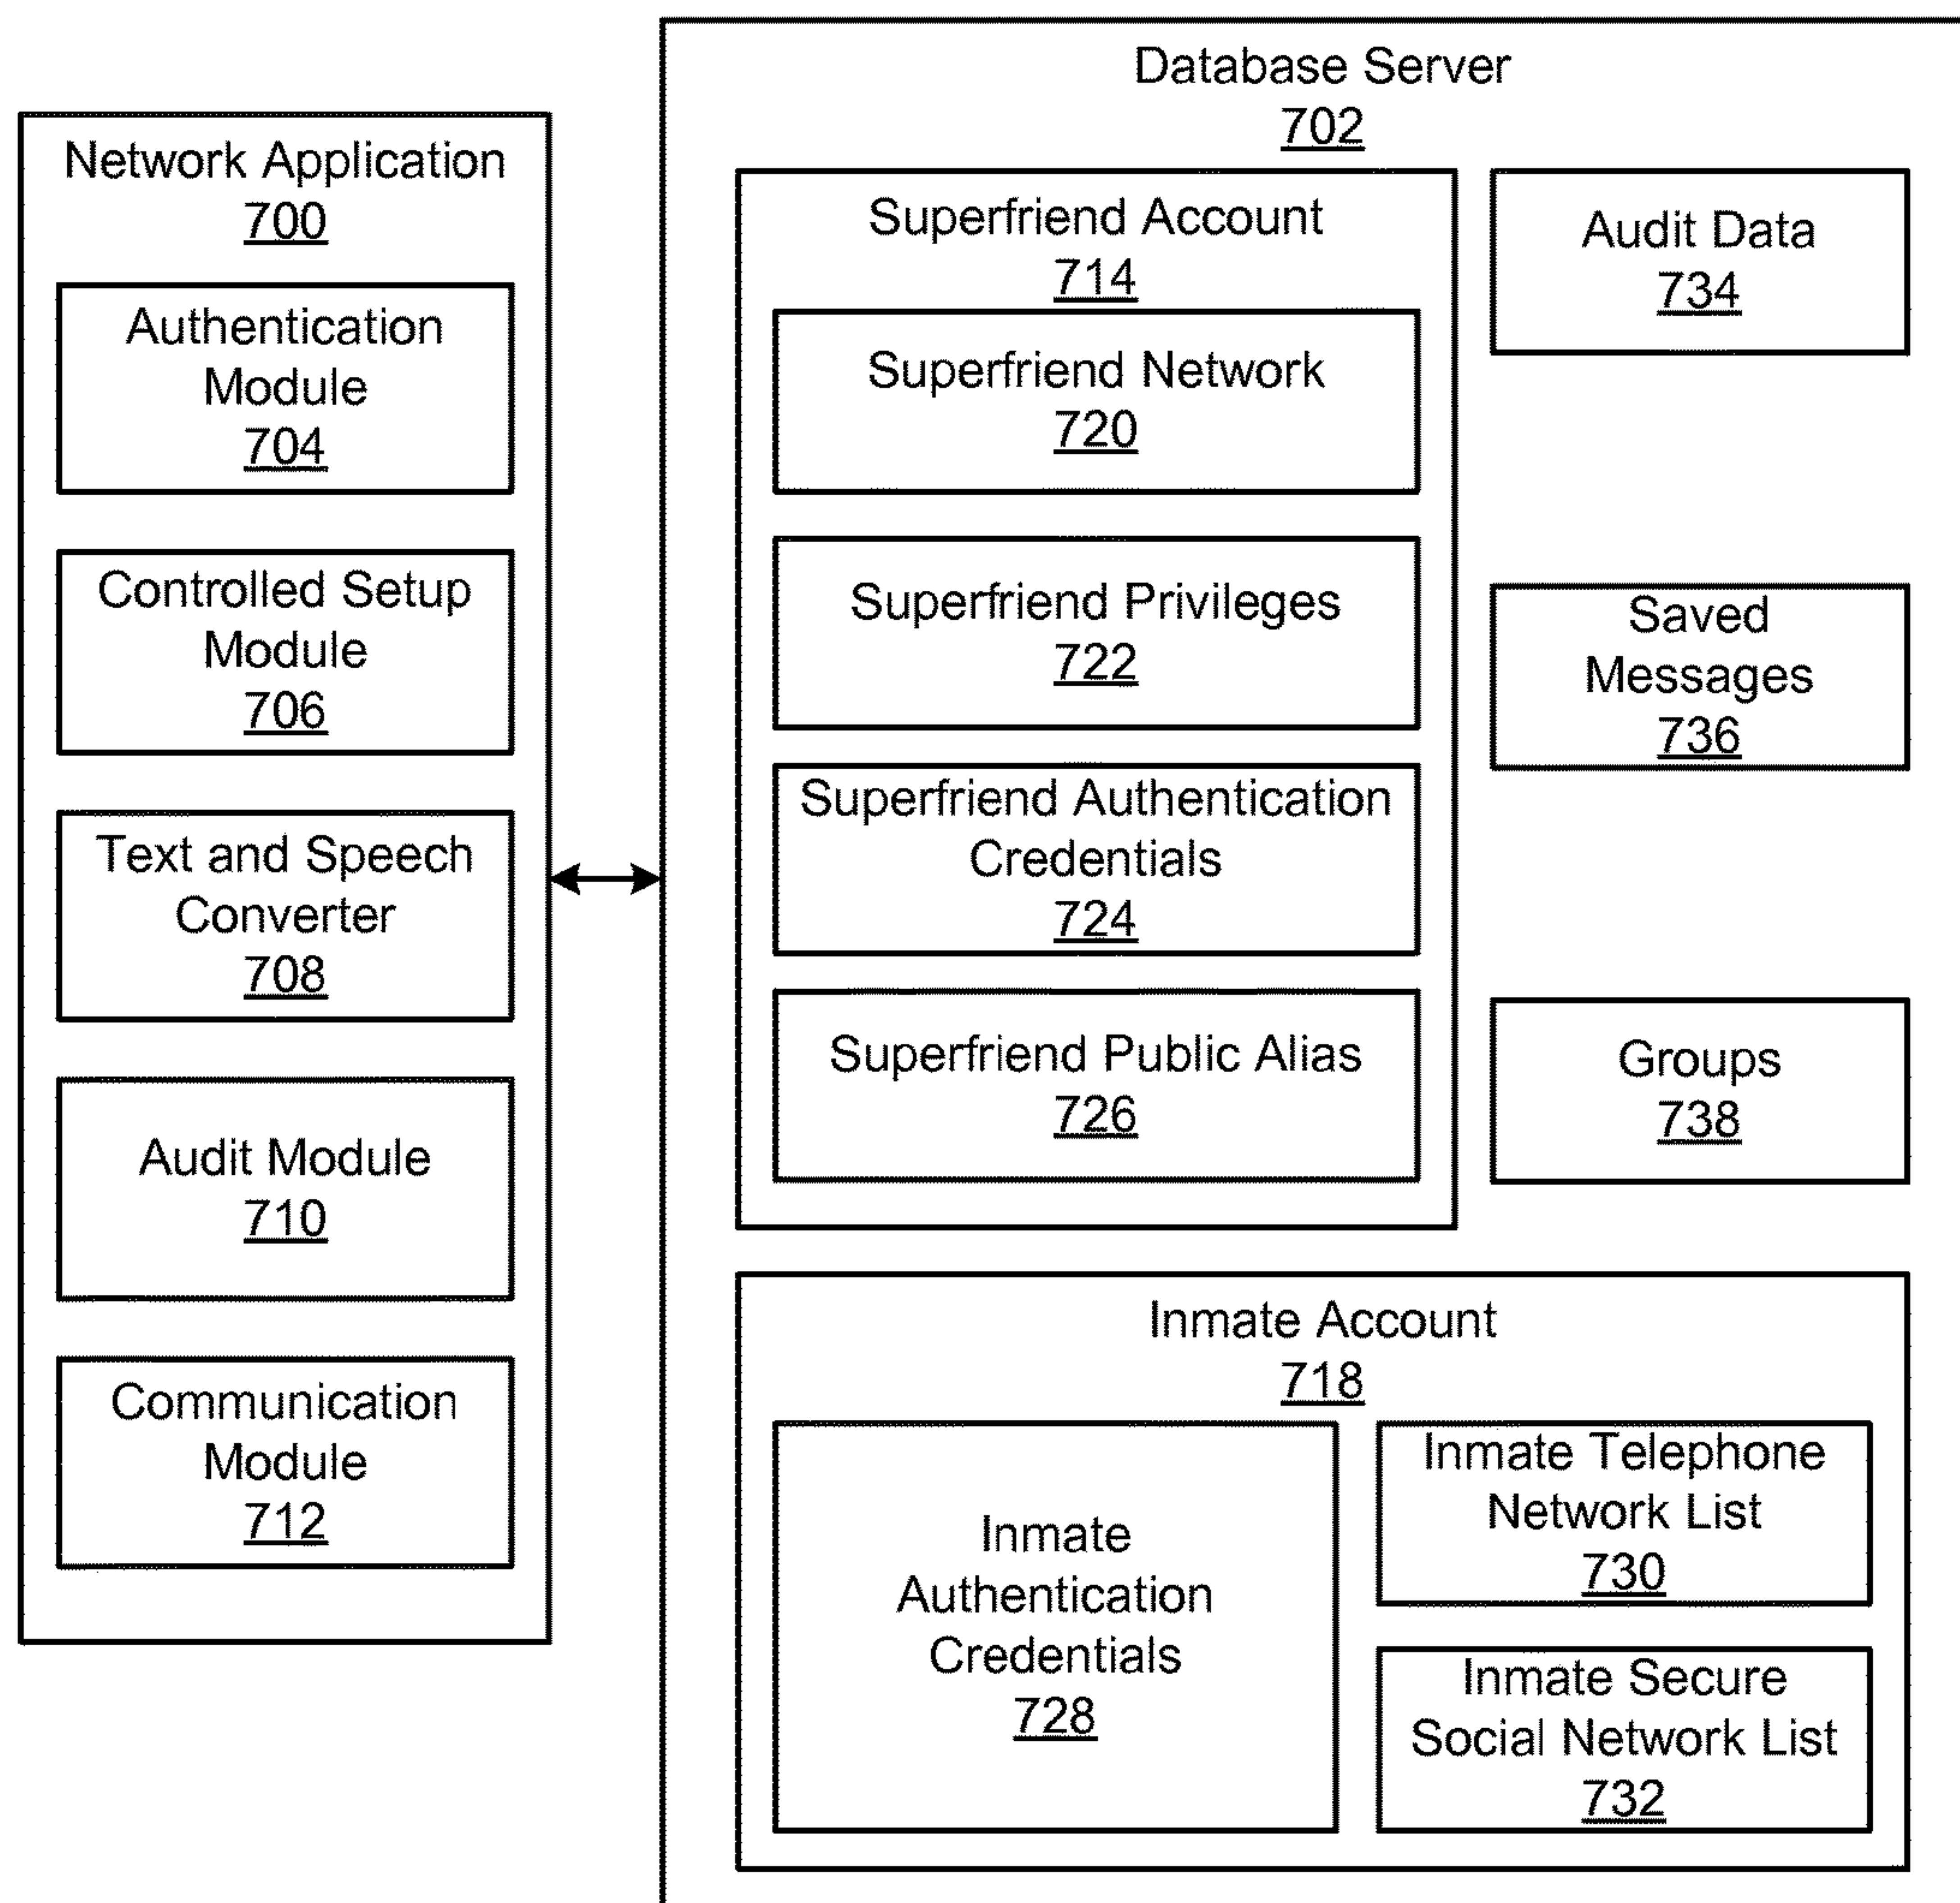 Network Application
700
Authentication
Module
704
Controlled Setup
Module
706
Text and Speech
Converter
708
Audit Module
710
Communication
Module
712
Database Server
702
Superfriend Account
714
Superfriend Network
720
Superfriend Privileges
722
Superfriend Authentication
Credentials
724
Superfriend Public Alias
726
Audit Data
734
Saved
Messages
736
Groups
738
Inmate Account
718
Inmate
Authentication
Credentials
728
Inmate Telephone
Network List
730
Inmate Secure
Social Network List
732